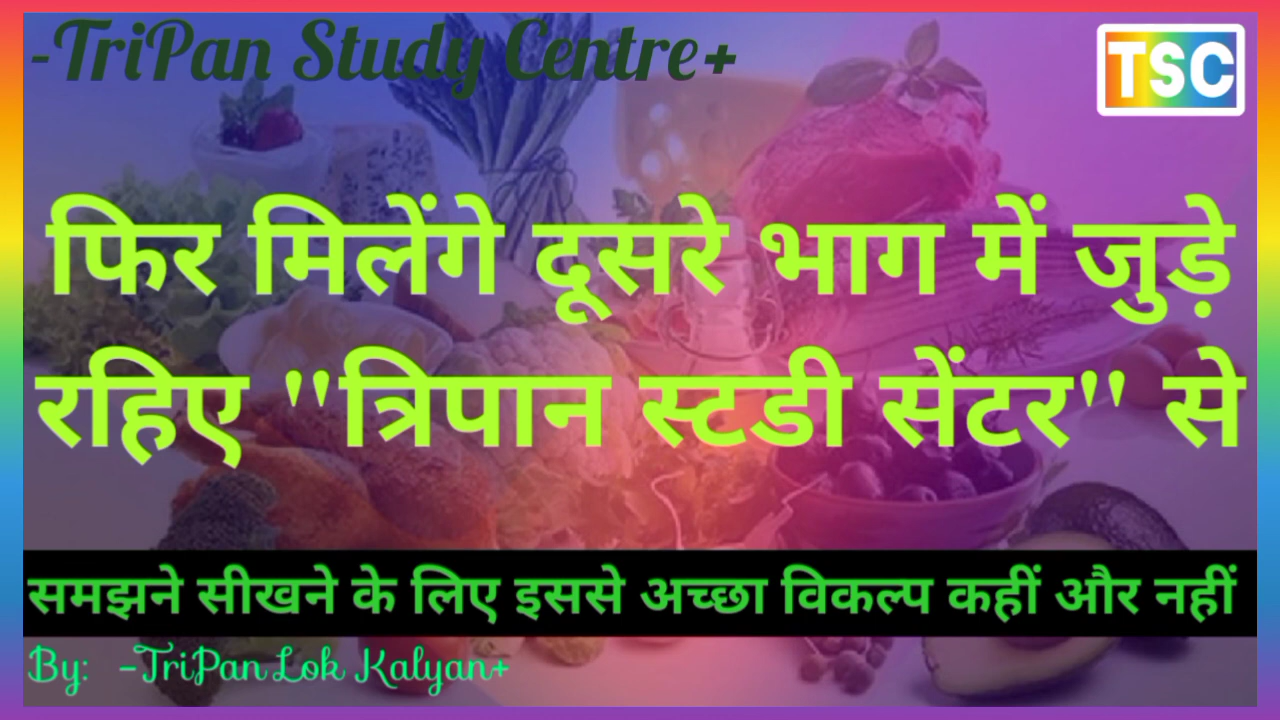 -TriPan Study Centre+
TSC
फिर मिलेंगे दूसरे भाग में जुड़े
रहिए "त्रिपान स्टडी सेंटर" से
समझने सीखने के लिए इससे अच्छा विकल्प कहीं और नहीं
By: -TriPan Lok Kalyan+